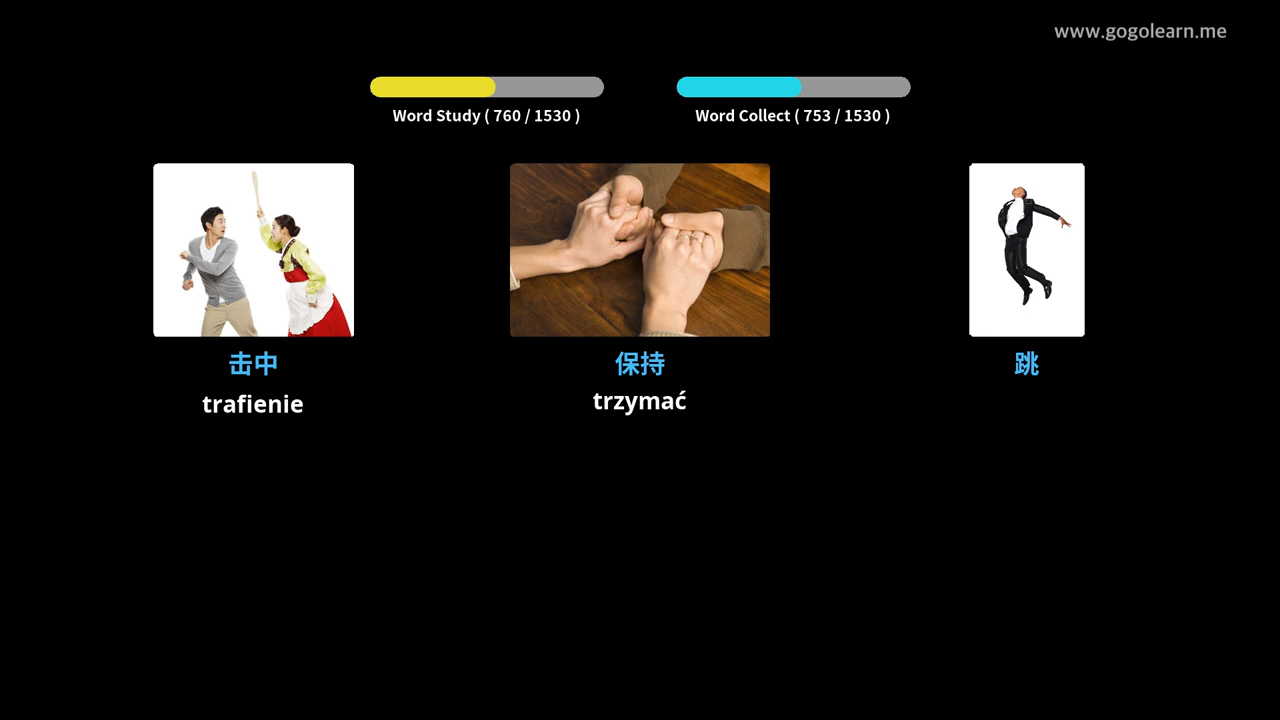 www.gogolearn.me
Word Study ( 760 / 1530 )
Word Collect ( 753 / 1530 )
击中
trafienie
保持
trzymać
跳